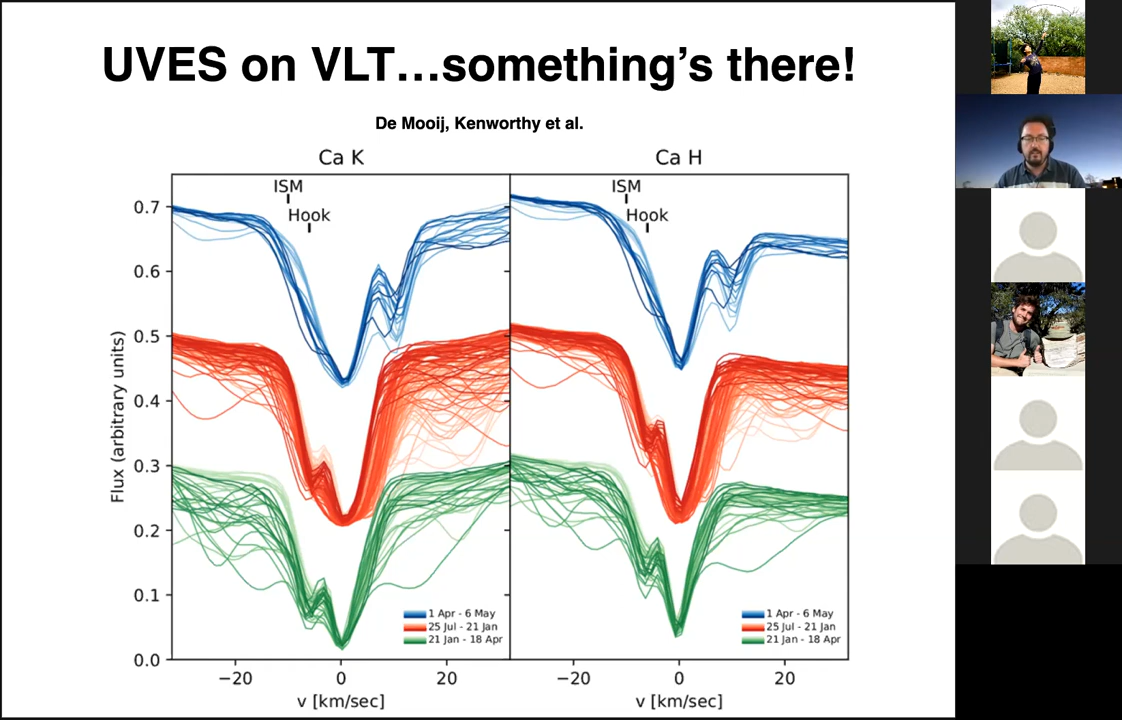 UVES on VLT…something's there!
De Mooij, Kenworthy et al.
Ca K
Ca H
ISM
Hook
ISM
Hook
0.7
0.6
0.5
0.4
0.3
0.2
0.1
0.0
Flux (arbitrary units)
1 Apr - 6 May
25 Jul - 21 Jan
21 Jan - 18 Apr
1 Apr - 6 May
25 Jul - 21 Jan
21 Jan - 18 Apr
−20 0 20
−20 0 20
v [km/sec]
v [km/sec]